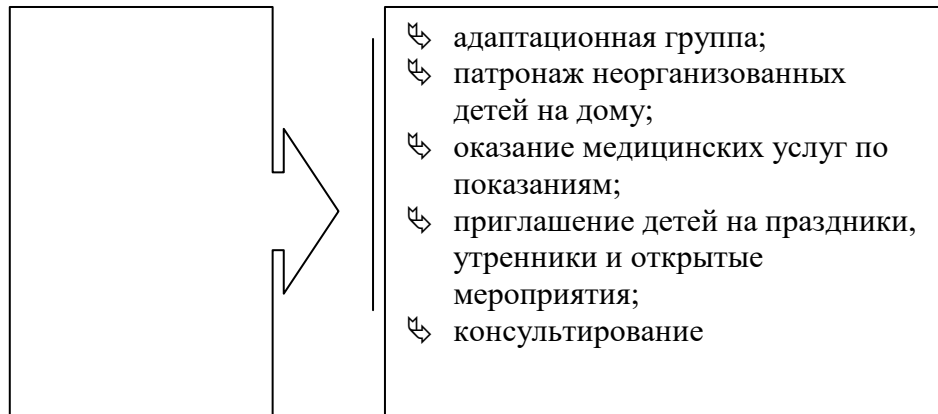 адаптационная группа;
патронаж неорганизованных
детей на дому;
оказание медицинских услуг по
показаниям;
приглашение детей на праздники,
утренники и открытые
мероприятия;
консультирование